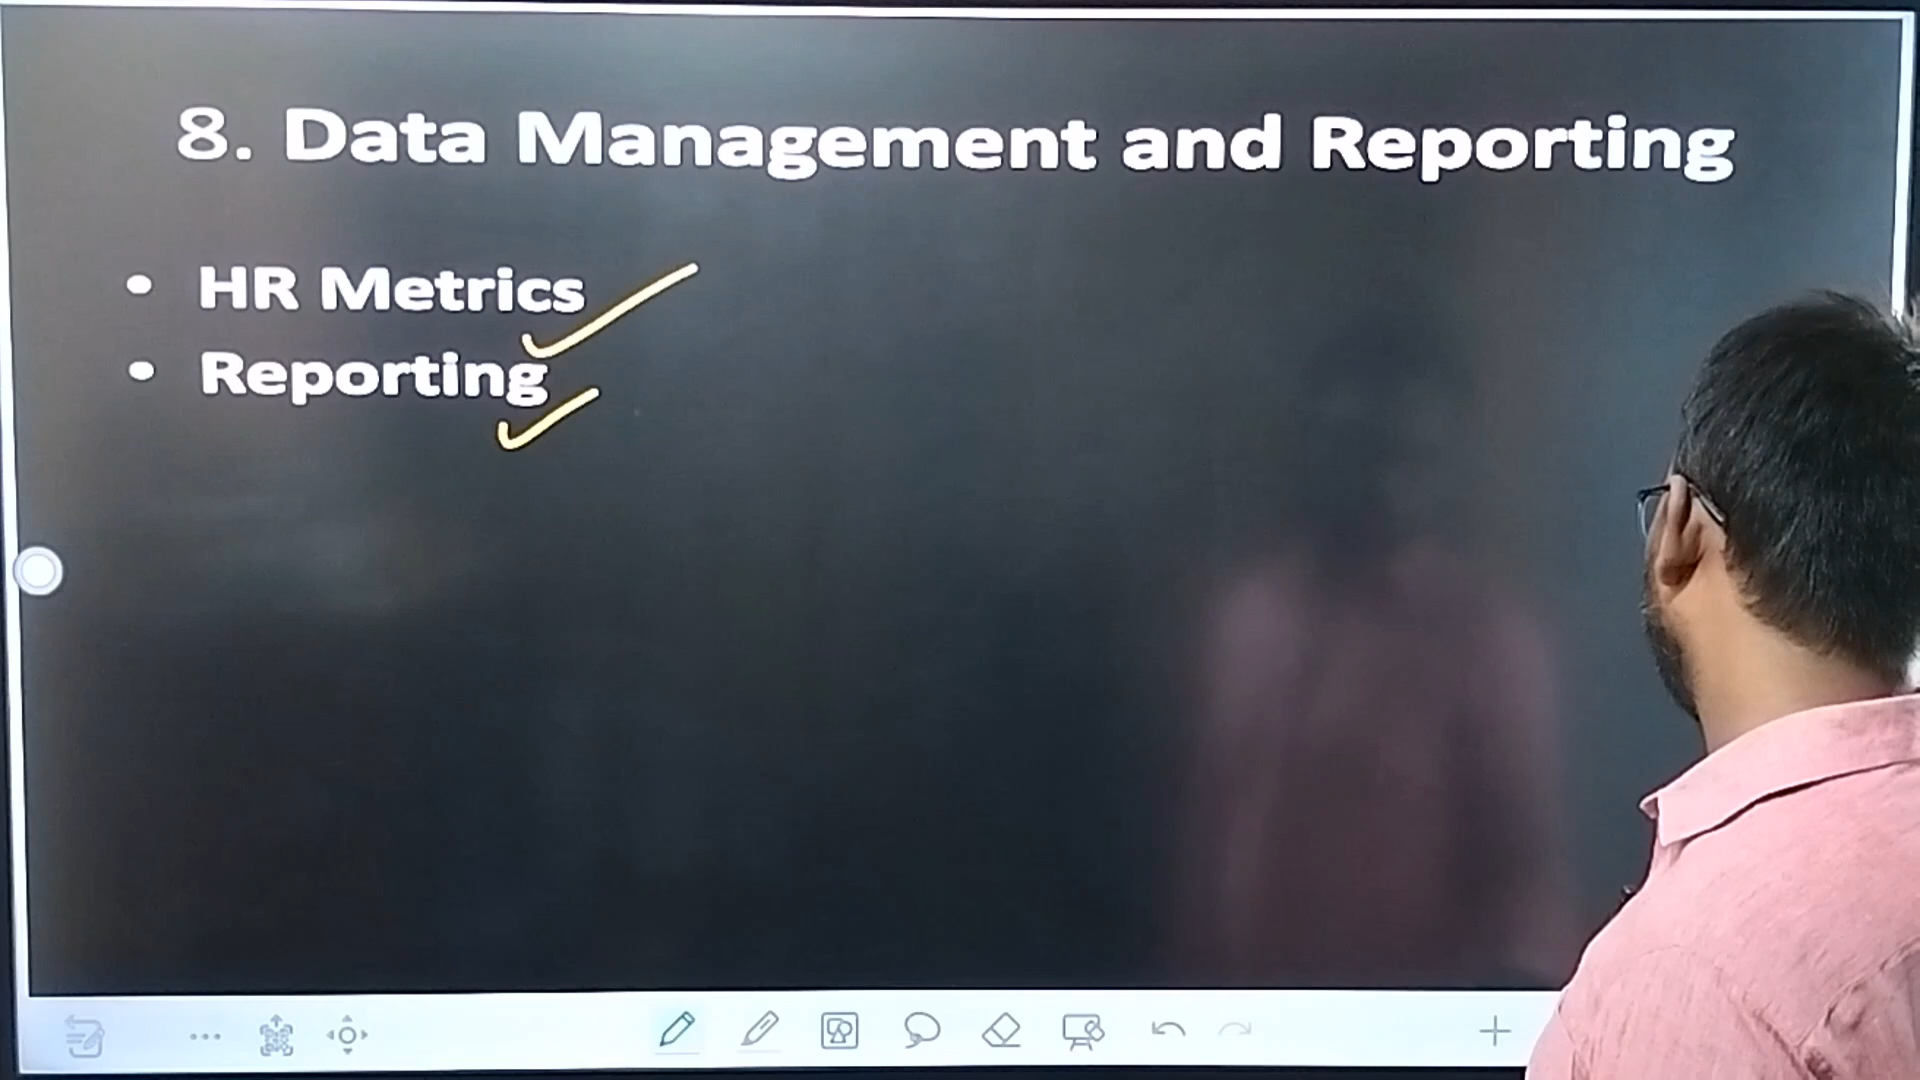 8. Data Management and Reporting
• HR Metrics
• Reporting